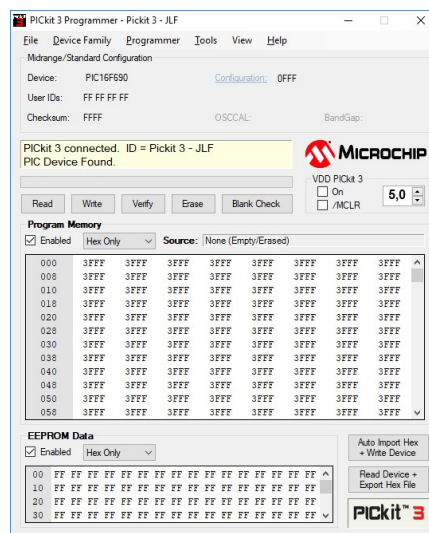 PICkit 3 Programmer - Pickit 3 - JLF
File Device Family Programmer Tools View Help
Midrange/Standard Configuration
Device: PIC16F690 Configuration: 0FFF
User IDs: FF FF FF FF
Checksum: FFFF OSCCAL: BandGap:
PICkit 3 connected. ID = Pickit 3 - JLF
PIC Device Found.
MICROCHIP
VDD PICkit 3
On
/MCLR
5,0
Read Write Verify Erase Blank Check
Program Memory
Enabled Hex Only Source: None (Empty/Erased)
000 3FFF 3FFF 3FFF 3FFF 3FFF 3FFF 3FFF 3FFF
008 3FFF 3FFF 3FFF 3FFF 3FFF 3FFF 3FFF 3FFF
010 3FFF 3FFF 3FFF 3FFF 3FFF 3FFF 3FFF 3FFF
018 3FFF 3FFF 3FFF 3FFF 3FFF 3FFF 3FFF 3FFF
020 3FFF 3FFF 3FFF 3FFF 3FFF 3FFF 3FFF 3FFF
028 3FFF 3FFF 3FFF 3FFF 3FFF 3FFF 3FFF 3FFF
030 3FFF 3FFF 3FFF 3FFF 3FFF 3FFF 3FFF 3FFF
038 3FFF 3FFF 3FFF 3FFF 3FFF 3FFF 3FFF 3FFF
040 3FFF 3FFF 3FFF 3FFF 3FFF 3FFF 3FFF 3FFF
048 3FFF 3FFF 3FFF 3FFF 3FFF 3FFF 3FFF 3FFF
050 3FFF 3FFF 3FFF 3FFF 3FFF 3FFF 3FFF 3FFF
058 3FFF 3FFF 3FFF 3FFF 3FFF 3FFF 3FFF 3FFF
EEPROM Data
Enabled Hex Only
00 FF FF FF FF FF FF FF FF FF FF FF FF FF FF FF FF
10 FF FF FF FF FF FF FF FF FF FF FF FF FF FF FF FF
20 FF FF FF FF FF FF FF FF FF FF FF FF FF FF FF FF
30 FF FF FF FF FF FF FF FF FF FF FF FF FF FF FF FF
Auto Import Hex
+ Write Device
Read Device +
Export Hex File
PICkit™ 3